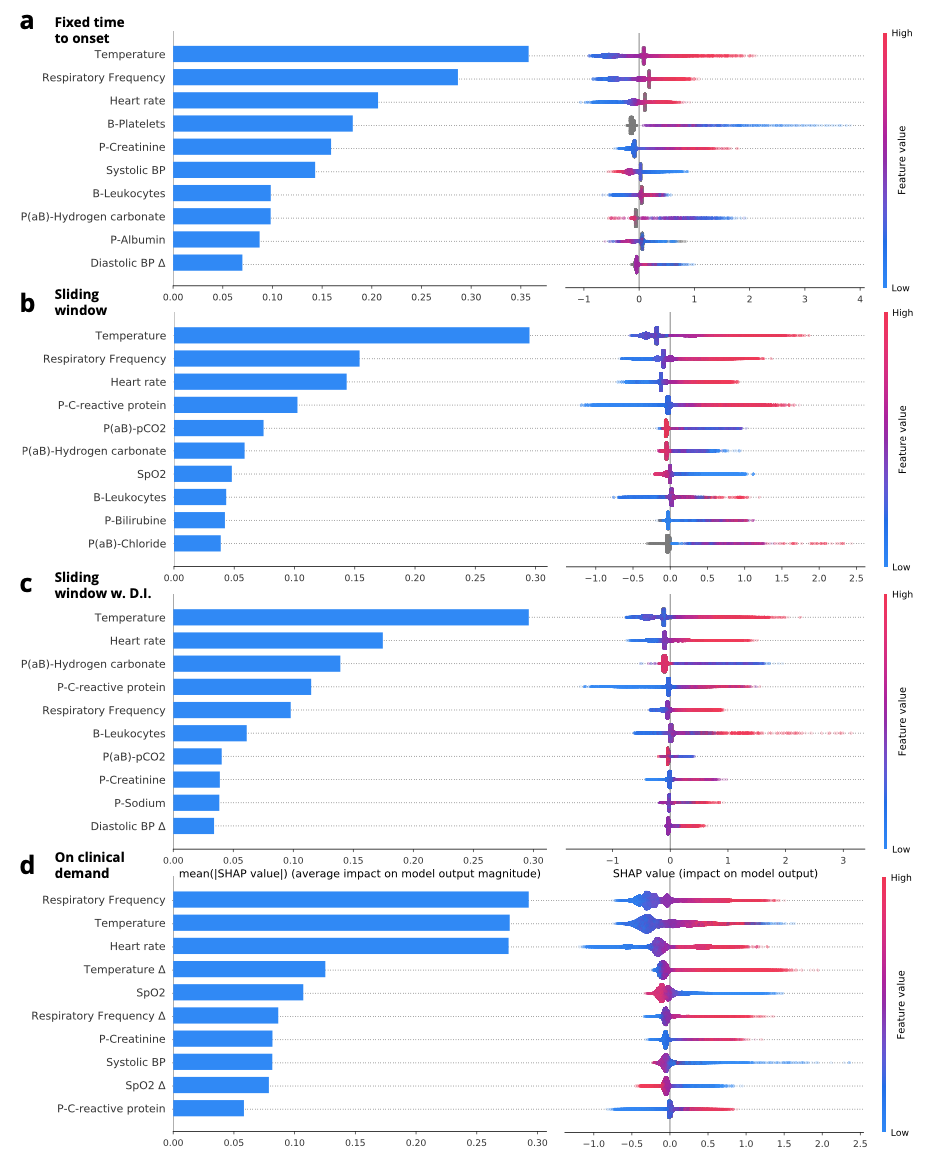 a
Fixed time
to onset
Temperature
Respiratory Frequency
Heart rate
B-Platelets
P-Creatinine
Systolic BP
B-Leukocytes
P(aB)-Hydrogen carbonate
P-Albumin
Diastolic BP Δ
0.00 0.05 0.10 0.15 0.20 0.25 0.30 0.35
−1 0 1 2 3 4
High
Feature value
Low
b
Sliding
window
Temperature
Respiratory Frequency
Heart rate
P-C-reactive protein
P(aB)-pCO2
P(aB)-Hydrogen carbonate
SpO2
B-Leukocytes
P-Bilirubine
P(aB)-Chloride
0.00 0.05 0.10 0.15 0.20 0.25 0.30
−1.0 −0.5 0.0 0.5 1.0 1.5 2.0 2.5
High
Feature value
Low
c
Sliding
window w. D.I.
Temperature
Heart rate
P(aB)-Hydrogen carbonate
P-C-reactive protein
Respiratory Frequency
B-Leukocytes
P(aB)-pCO2
P-Creatinine
P-Sodium
Diastolic BP Δ
0.00 0.05 0.10 0.15 0.20 0.25 0.30
mean(|SHAP value|) (average impact on model output magnitude)
−1 0 1 2 3
SHAP value (impact on model output)
High
Feature value
Low
d
On clinical
demand
Respiratory Frequency
Temperature
Heart rate
Temperature Δ
SpO2
Respiratory Frequency Δ
P-Creatinine
Systolic BP
SpO2 Δ
P-C-reactive protein
0.00 0.05 0.10 0.15 0.20 0.25 0.30
−1.0 −0.5 0.0 0.5 1.0 1.5 2.0 2.5
High
Feature value
Low